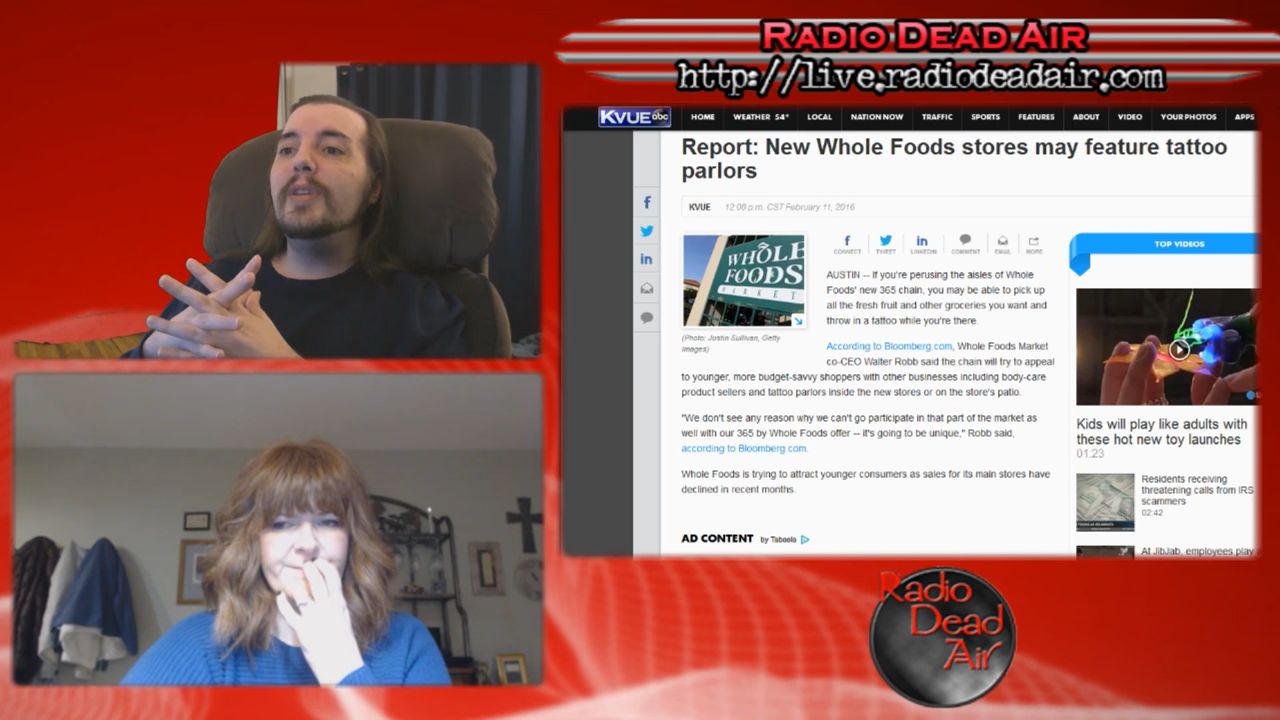 RADIO DEAD AIR
http://live.radiodeadair.com
KVUE abc HOME WEATHER 54° LOCAL NATION NOW TRAFFIC SPORTS FEATURES ABOUT VIDEO YOUR PHOTOS APPS
Report: New Whole Foods stores may feature tattoo
parlors
KVUE 12:08 p.m. CST February 11, 2016
CONNECT TWEET LINKEDIN COMMENT EMAIL MORE
WHOLE
FOODS
MARKET
(Photo: Justin Sullivan, Getty
Images)
AUSTIN -- If you're perusing the aisles of Whole
Foods' new 365 chain, you may be able to pick up
all the fresh fruit and other groceries you want and
throw in a tattoo while you're there.
According to Bloomberg.com, Whole Foods Market
co-CEO Walter Robb said the chain will try to appeal
to younger, more budget-savvy shoppers with other businesses including body-care
product sellers and tattoo parlors inside the new stores or on the store's patio.
"We don't see any reason why we can't go participate in that part of the market as
well with our 365 by Whole Foods offer -- it's going to be unique," Robb said,
according to Bloomberg.com.
Whole Foods is trying to attract younger consumers as sales for its main stores have
declined in recent months.
AD CONTENT by Taboola
TOP VIDEOS
Kids will play like adults with
these hot new toy launches
01:23
Residents receiving
threatening calls from IRS
scammers
02:42
At JibJab, employees play
Radio
Dead
Air